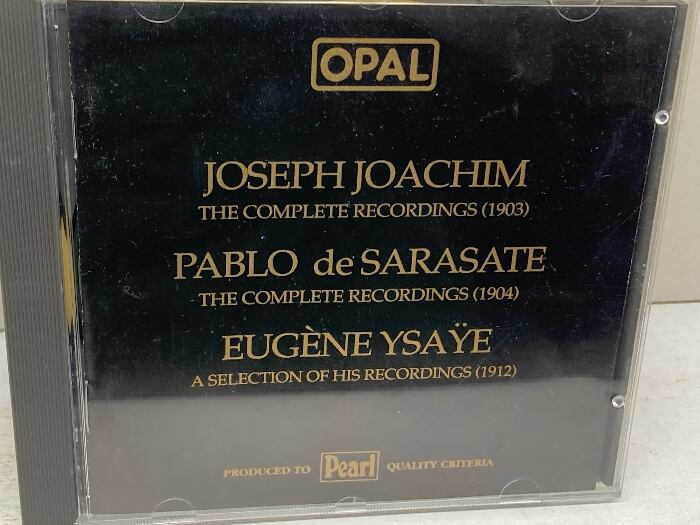 OPAL
JOSEPH JOACHIM
THE COMPLETE RECORDINGS (1903)
PABLO de SARASATE
THE COMPLETE RECORDINGS (1904)
EUGÈNE YSAŸE
A SELECTION OF HIS RECORDINGS (1912)
PRODUCED TO Pearl QUALITY CRITERIA